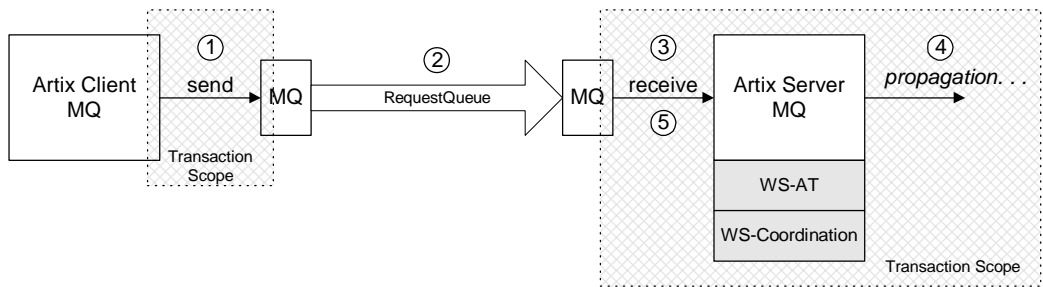 ①
send
Artix Client
MQ
MQ
Transaction
Scope
②
RequestQueue
MQ
③
receive
⑤
Artix Server
MQ
④
propagation. . .
WS-AT
WS-Coordination
Transaction Scope